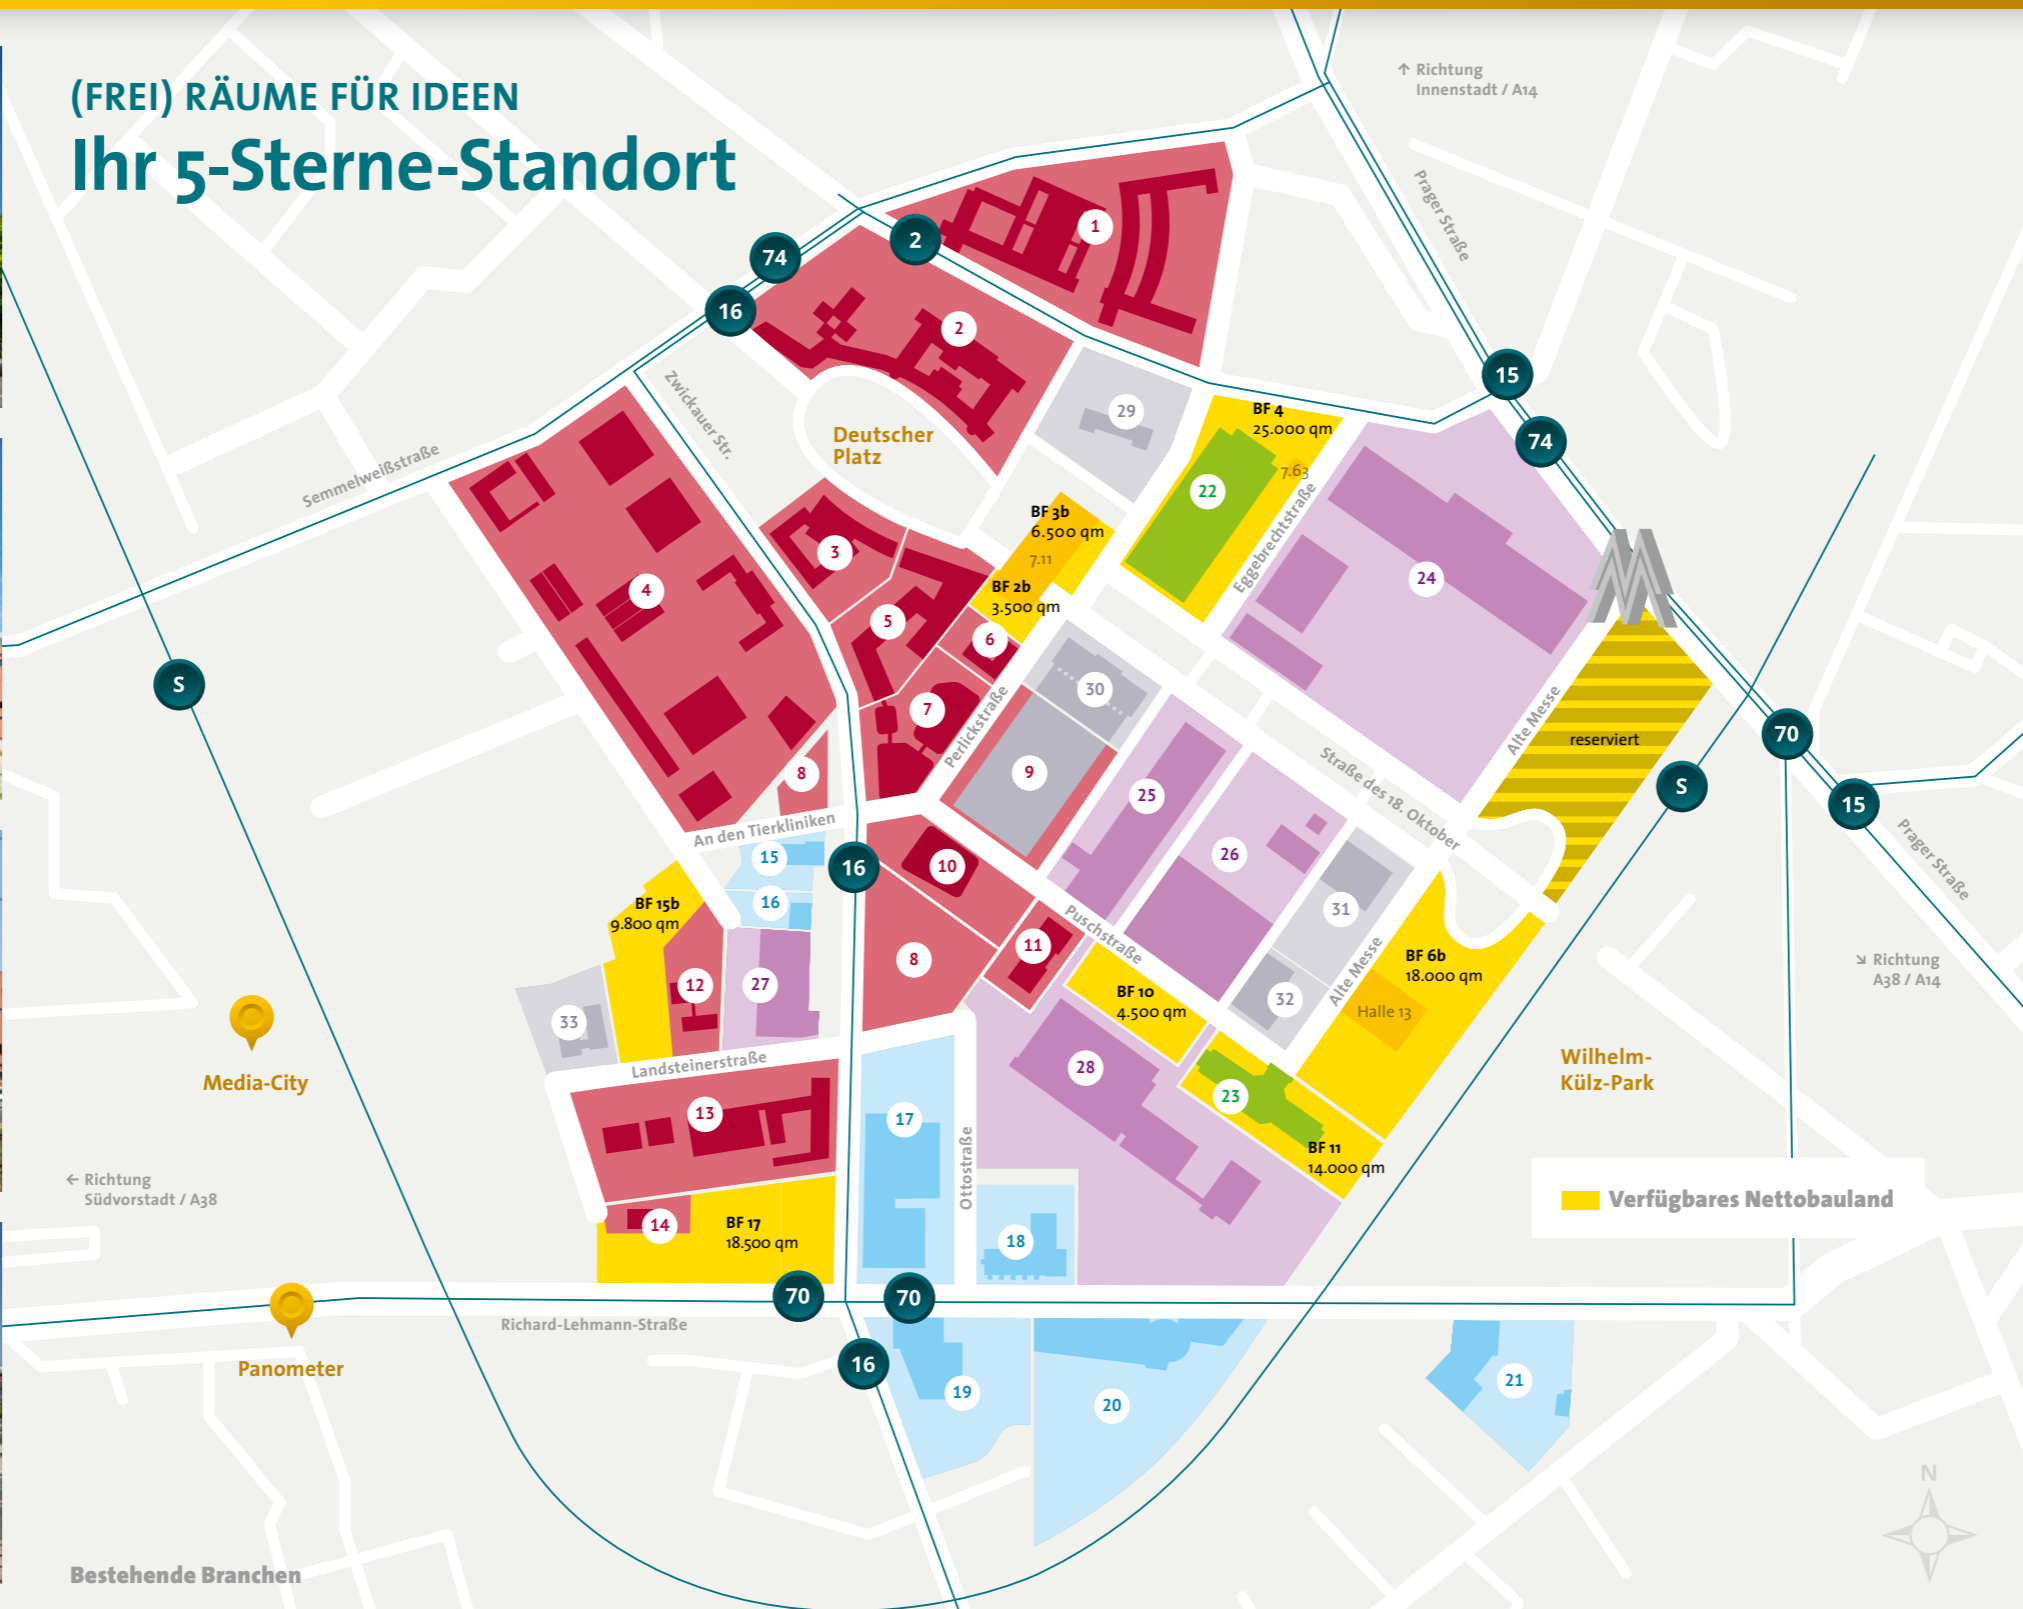 (FREI) RÄUME FÜR IDEEN
Ihr 5-Sterne-Standort
↑ Richtung
Innenstadt / A14
Prager Straße
1
2
74
16
2
15
74
Zwickauer Str.
Semmelweißstraße
Deutscher
Platz
29
BF 4
25.000 qm
7.63
22
Eggebrechtstraße
24
BF 3b
6.500 qm
7.11
BF 2b
3.500 qm
3
4
5
6
7
S
30
Perlickstraße
9
8
An den Tierkliniken
25
26
Straße des 18. Oktober
Alte Messe
reserviert
70
S
15
Prager Straße
15
16
16
10
BF 15b
9.800 qm
8
11
Puschstraße
31
32
Alte Messe
BF 6b
18.000 qm
Halle 13
↘ Richtung
A38 / A14
12
27
33
BF 10
4.500 qm
Landsteinerstraße
Media-City
28
23
BF 11
14.000 qm
Wilhelm-
Külz-Park
13
17
Ottostraße
← Richtung
Südvorstadt / A38
14
BF 17
18.500 qm
18
Verfügbares Nettobauland
70
70
Richard-Lehmann-Straße
Panometer
16
19
20
21
N
Bestehende Branchen